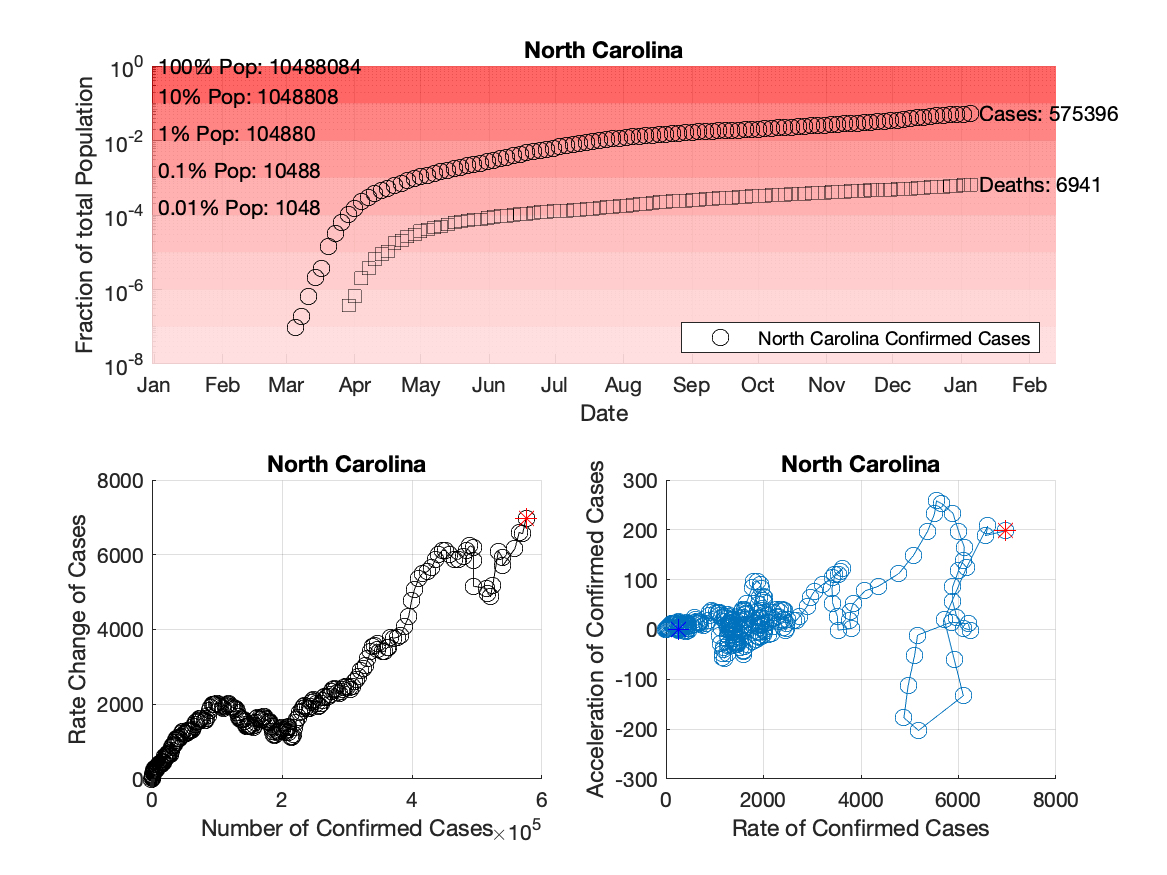 North Carolina
Fraction of total Population
10^0
10^-2
10^-4
10^-6
10^-8
100% Pop: 10488084
10% Pop: 1048808
1% Pop: 104880
0.1% Pop: 10488
0.01% Pop: 1048
Cases: 575396
Deaths: 6941
North Carolina Confirmed Cases
Jan Feb Mar Apr May Jun Jul Aug Sep Oct Nov Dec Jan Feb
Date
North Carolina
Rate Change of Cases
8000
6000
4000
2000
0
0 2 4 6
Number of Confirmed Cases ×10^5
North Carolina
Acceleration of Confirmed Cases
300
200
100
0
-100
-200
-300
0 2000 4000 6000 8000
Rate of Confirmed Cases